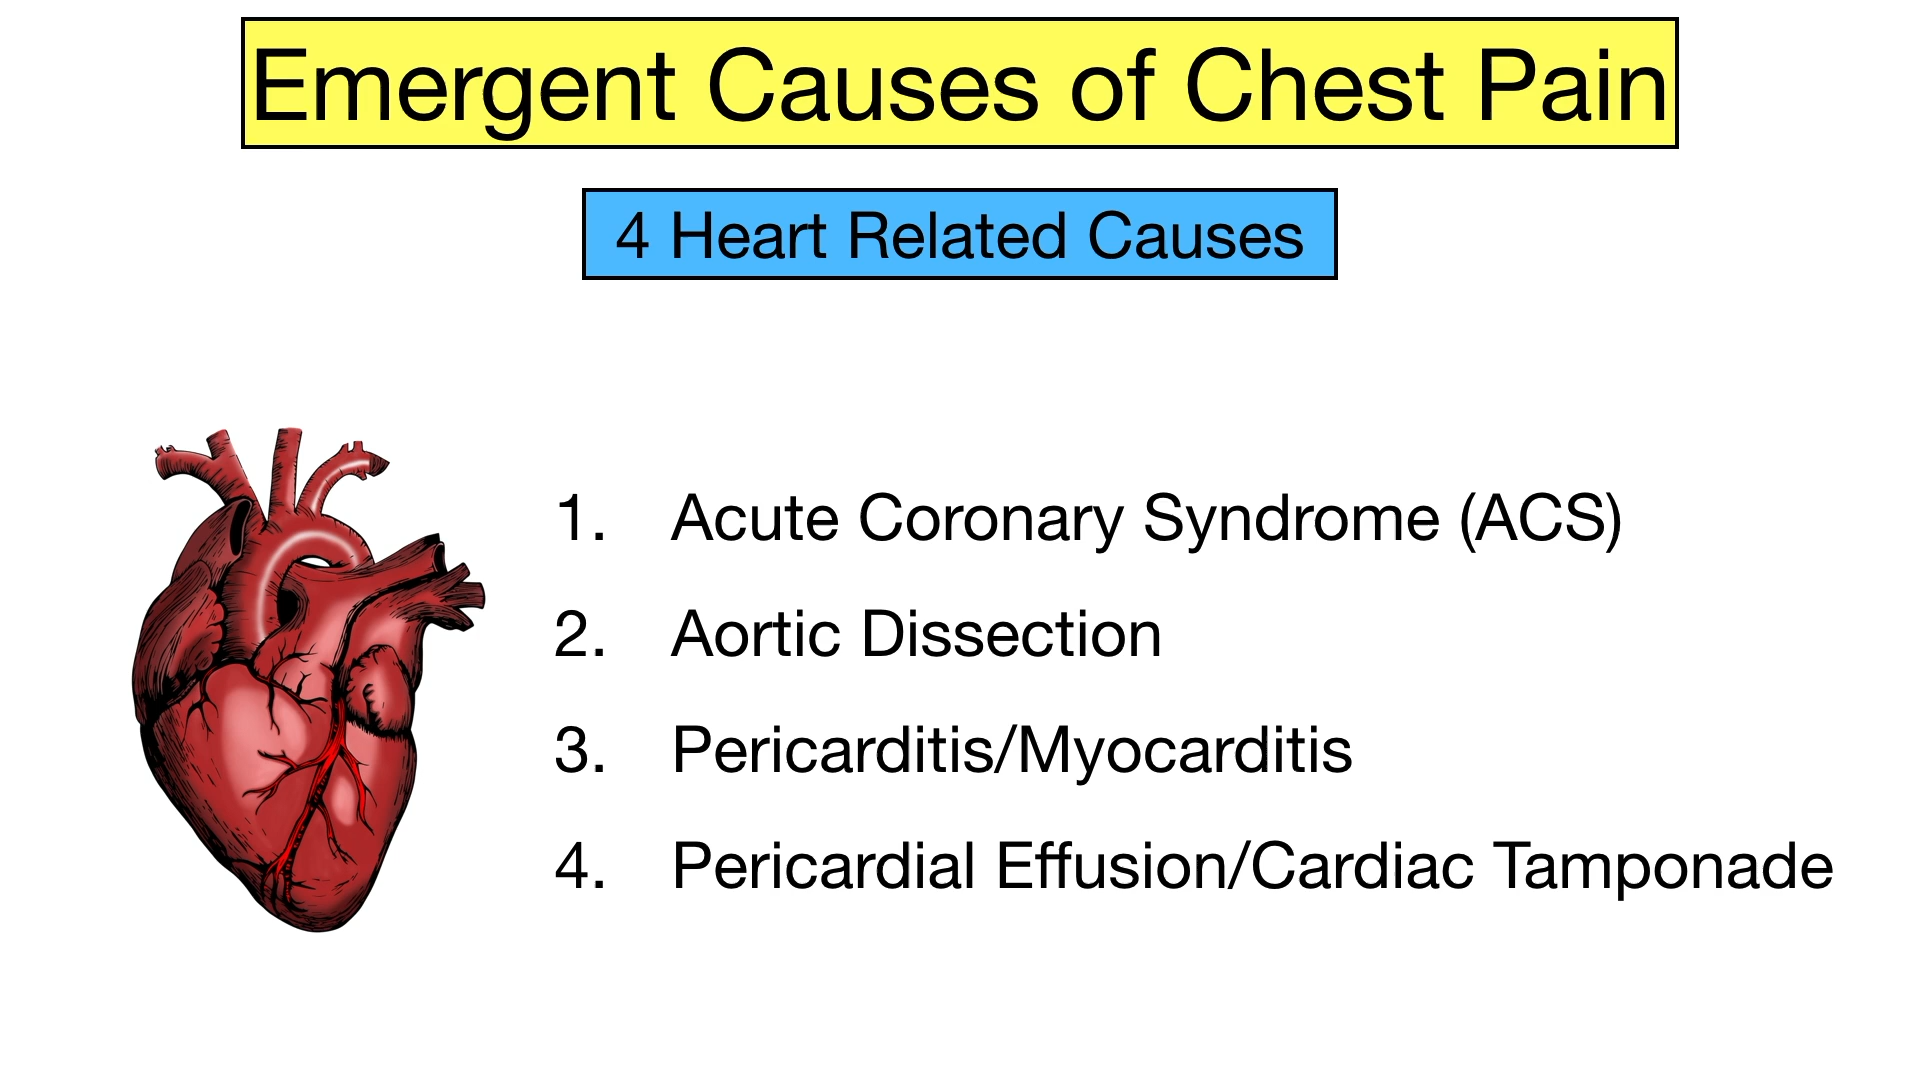 Emergent Causes of Chest Pain
4 Heart Related Causes
1. Acute Coronary Syndrome (ACS)
2. Aortic Dissection
3. Pericarditis/Myocarditis
4. Pericardial Effusion/Cardiac Tamponade